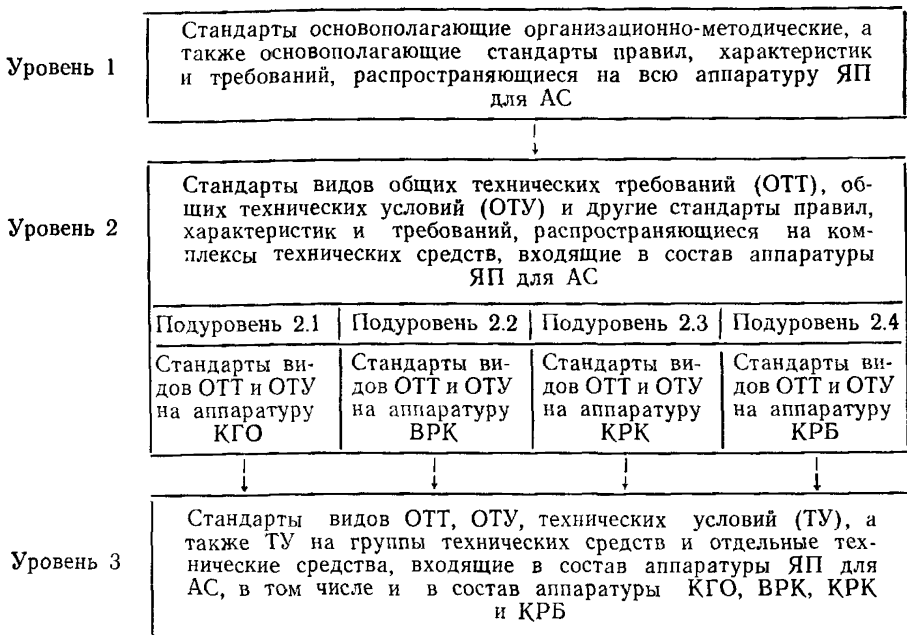 Стандарты основополагающие организационно-методические, а
также основополагающие стандарты правил, характеристик
Уровень 1
и требований, распространяющиеся на всю аппаратуру ЯП
для АС
Стандарты видов общих технических требований (ОТТ), об-
щих технических условий (ОТУ) и другие стандарты правил,
Уровень 2
характеристик и требований, распространяющиеся на ком-
плексы технических средств, входящие в состав аппаратуры
ЯП для АС
Подуровень 2.1 Подуровень 2.2 Подуровень 2.3 Подуровень 2.4
Стандарты ви- Стандарты ви- Стандарты ви- Стандарты ви-
дов ОТТ и ОТУ дов ОТТ и ОТУ дов ОТТ и ОТУ дов ОТТ и ОТУ
на аппаратуру на аппаратуру на аппаратуру на аппаратуру
КГО ВРК КРК КРБ
Стандарты видов ОТТ, ОТУ, технических условий (ТУ), а
также ТУ на группы технических средств и отдельные тех-
Уровень 3
нические средства, входящие в состав аппаратуры ЯП для
АС, в том числе и в состав аппаратуры КГО, ВРК, КРК
и КРБ